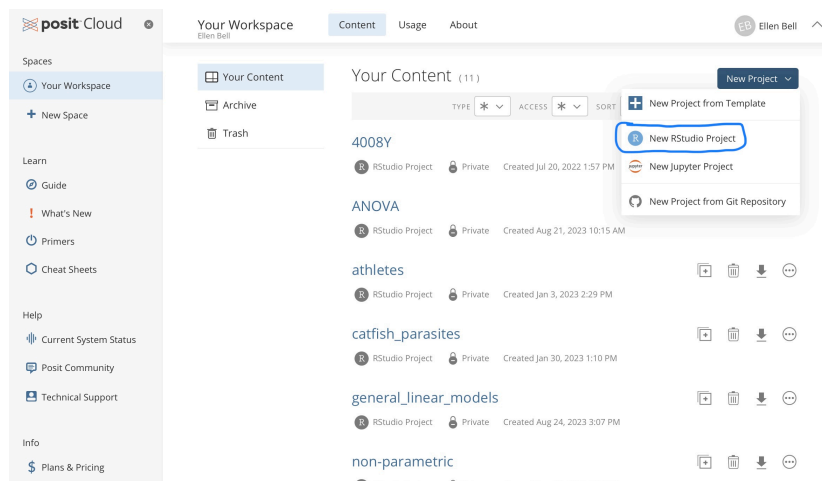 posit Cloud
Spaces
Your Workspace
New Space
Learn
Guide
What's New
Primers
Cheat Sheets
Help
Current System Status
Posit Community
Technical Support
Info
Plans & Pricing
Your Workspace
Ellen Bell
Content Usage About
EB Ellen Bell
Your Content
Archive
Trash
Your Content (11)
New Project
TYPE * ACCESS * SORT
New Project from Template
R New RStudio Project
New Jupyter Project
New Project from Git Repository
4008Y
R RStudio Project Private Created Jul 20, 2022 1:57 PM
ANOVA
R RStudio Project Private Created Aug 21, 2023 10:15 AM
athletes
R RStudio Project Private Created Jan 3, 2023 2:29 PM
catfish_parasites
R RStudio Project Private Created Jan 30, 2023 1:10 PM
general_linear_models
R RStudio Project Private Created Aug 24, 2023 3:07 PM
non-parametric